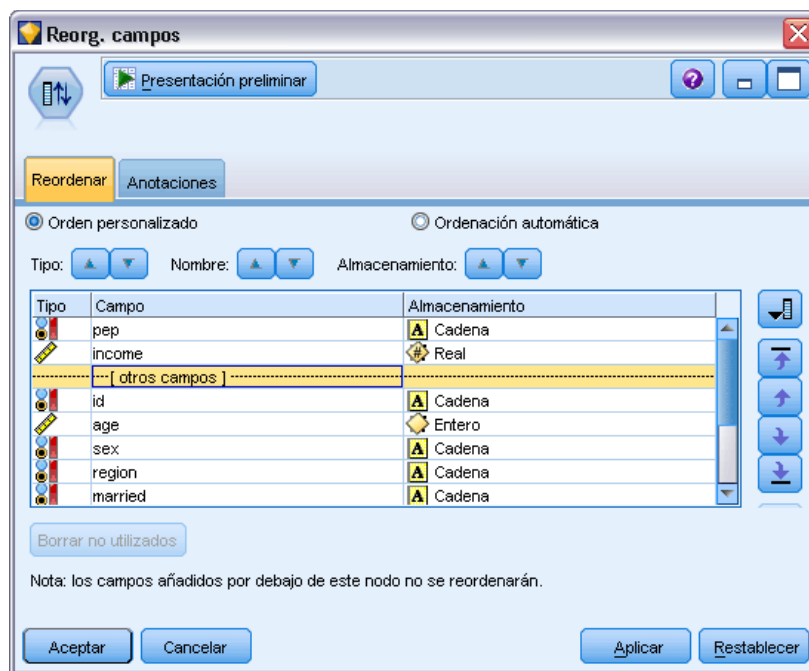 Reorg. campos
Presentación preliminar
?
Reordenar Anotaciones
Orden personalizado Ordenación automática
Tipo: Nombre: Almacenamiento:
Tipo Campo Almacenamiento
pep A Cadena
income # Real
---[ otros campos ]---
id A Cadena
age Entero
sex A Cadena
region A Cadena
married A Cadena
Borrar no utilizados
Nota: los campos añadidos por debajo de este nodo no se reordenarán.
Aceptar Cancelar Aplicar Restablecer